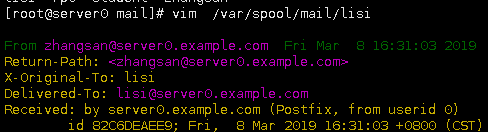 [root@server0 mail]# vim  /var/spool/mail/lisi
From zhangsan@server0.example.com  Fri Mar  8 16:31:03 2019
Return-Path: <zhangsan@server0.example.com>
X-Original-To: lisi
Delivered-To: lisi@server0.example.com
Received: by server0.example.com (Postfix, from userid 0)
        id 82C6DEAEE9; Fri,  8 Mar 2019 16:31:03 +0800 (CST)